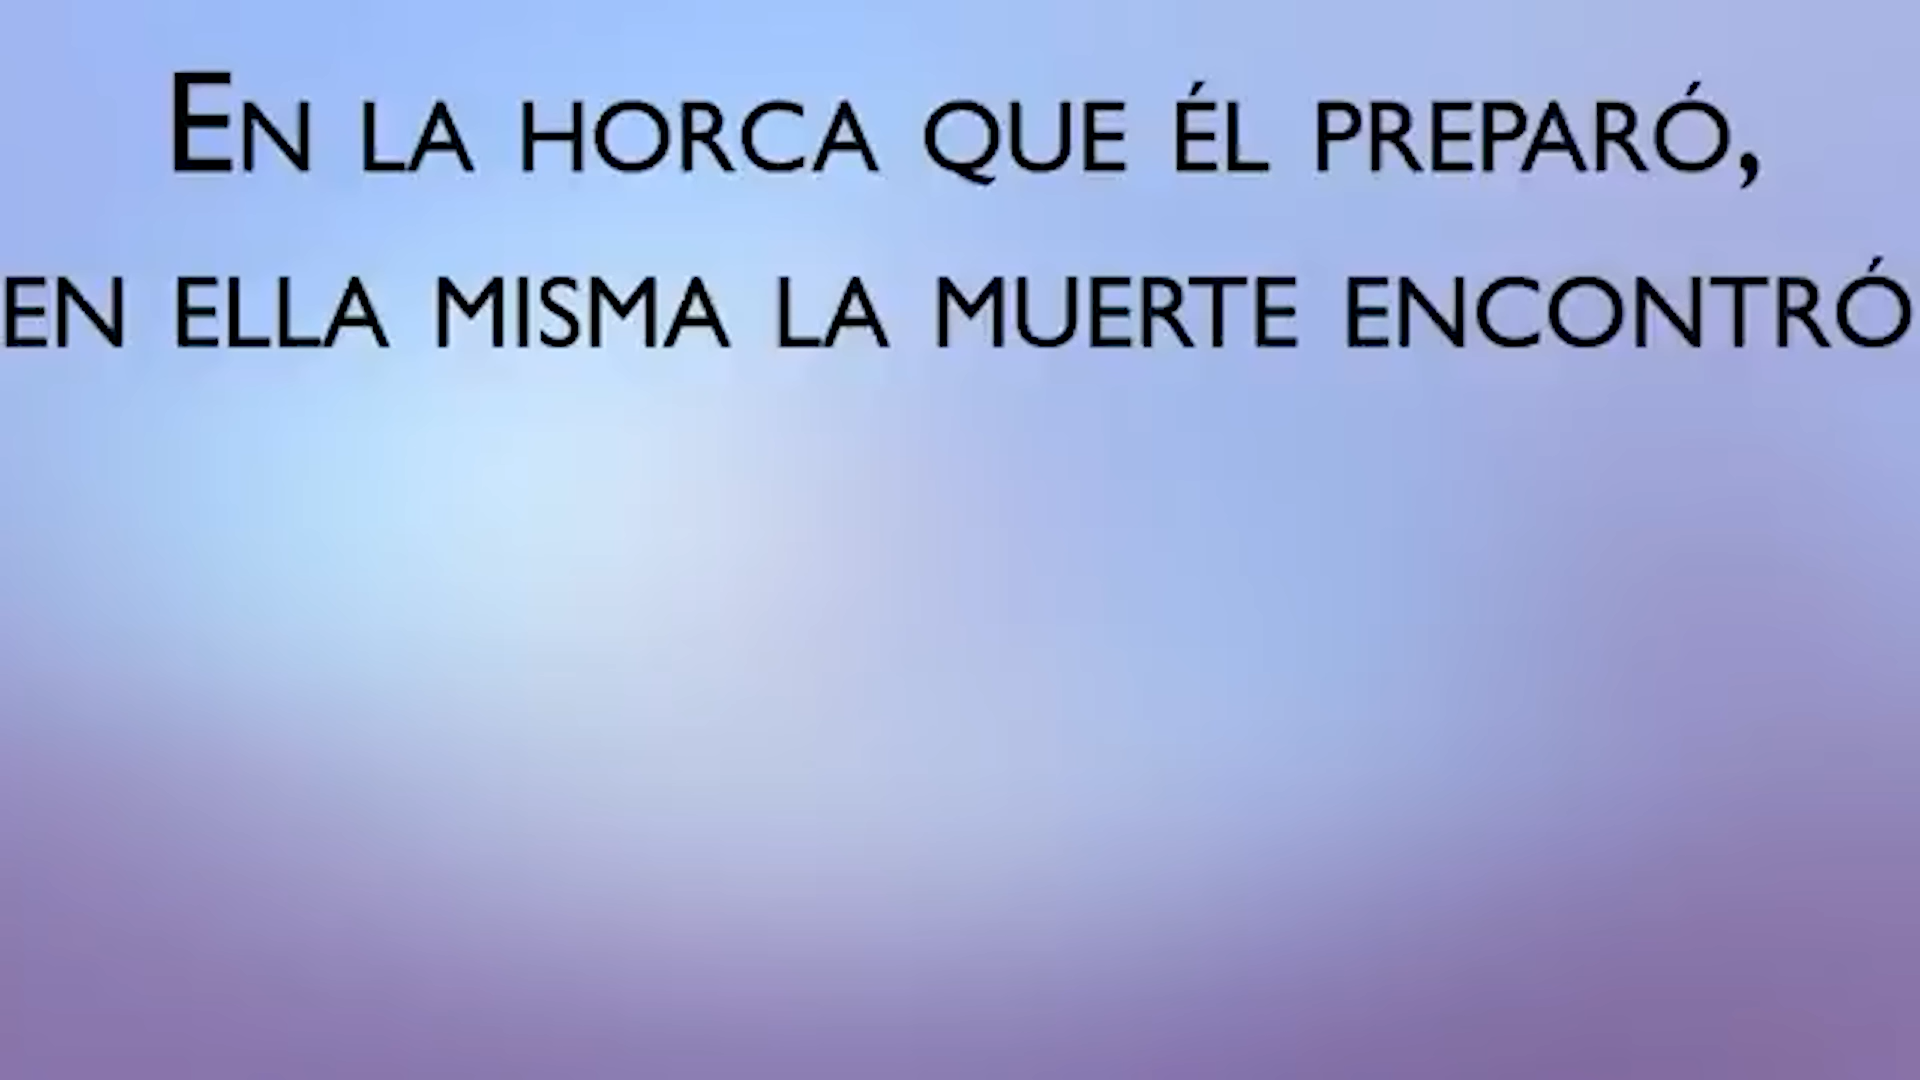 En la horca que él preparó,
en ella misma la muerte encontró